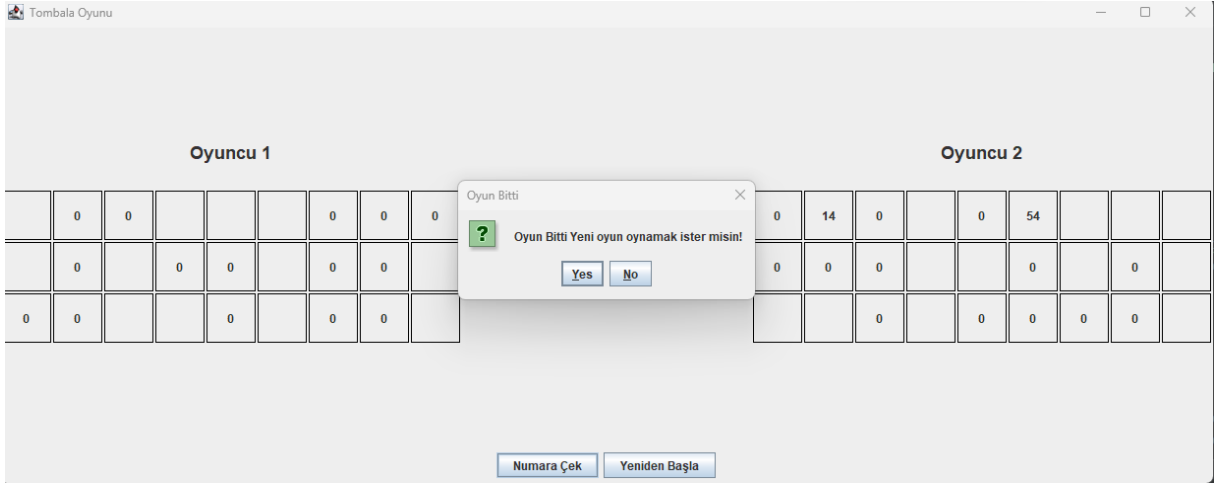 Tombala Oyunu
Oyuncu 1
Oyuncu 2
Oyun Bitti
Oyun Bitti Yeni oyun oynamak ister misin!
Yes No
0 0 0 0 0
0 14 0 0 54
0 0 0 0 0
0 0 0 0 0
0 0 0 0 0
0 0 0 0 0
Numara Çek Yeniden Başla